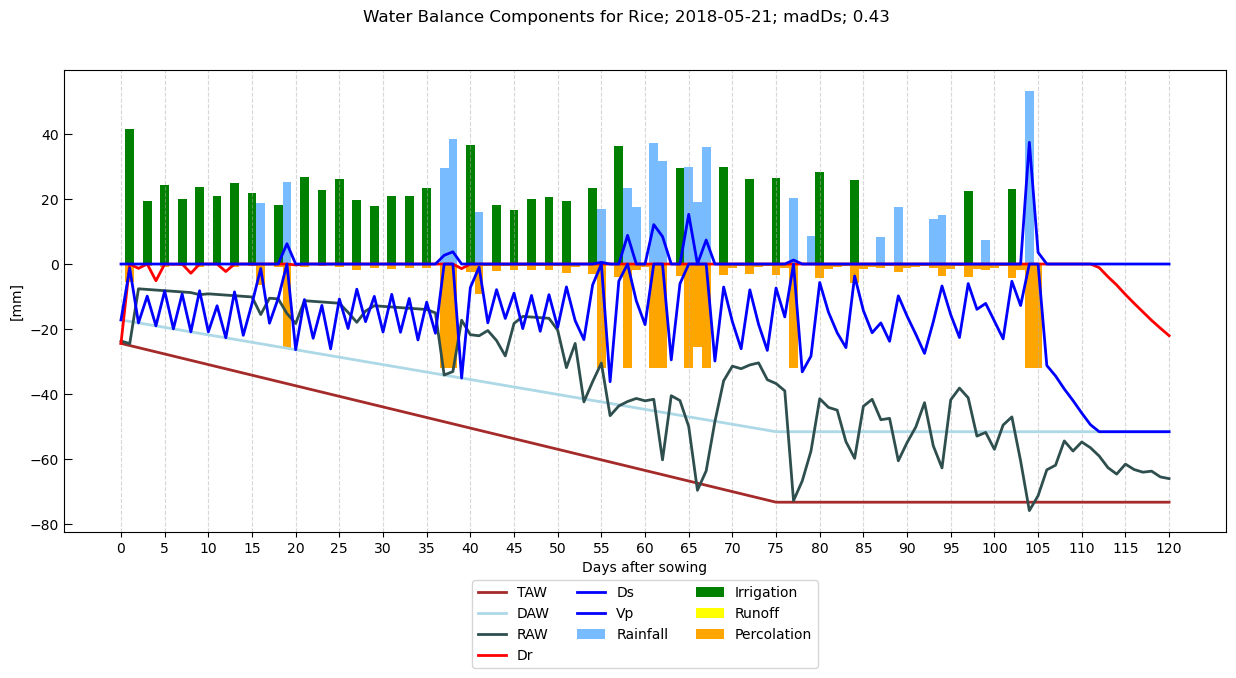 Water Balance Components for Rice; 2018-05-21; madDs; 0.43
40
20
0
−20
−40
−60
−80
[mm]
0 5 10 15 20 25 30 35 40 45 50 55 60 65 70 75 80 85 90 95 100 105 110 115 120
Days after sowing
TAW Ds Irrigation
DAW Vp Runoff
RAW Rainfall Percolation
Dr